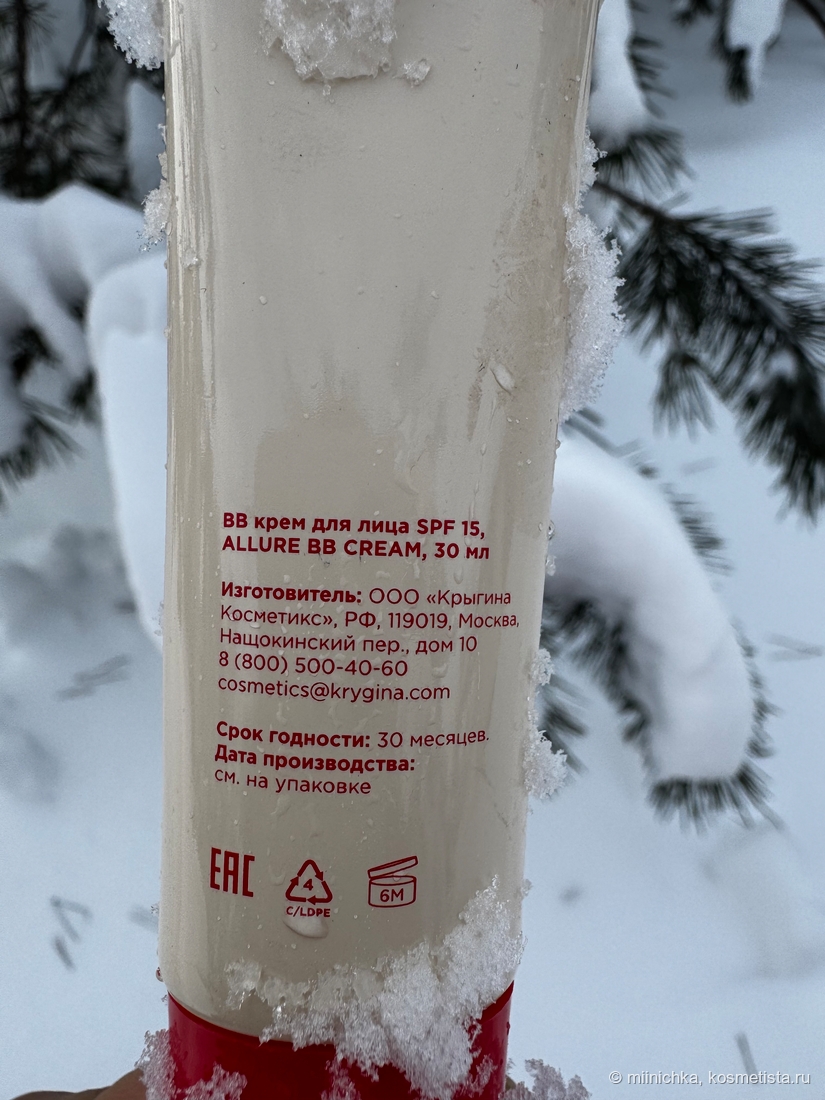 BB крем для лица SPF 15,
ALLURE BB CREAM, 30 мл
Изготовитель: ООО «Крыгина
Косметикс», РФ, 119019, Москва,
Нащокинский пер., дом 10
8 (800) 500-40-60
cosmetics@krygina.com
Срок годности: 30 месяцев.
Дата производства:
см. на упаковке
EAC
4
C/LDPE
6M
© miinichka, kosmetista.ru